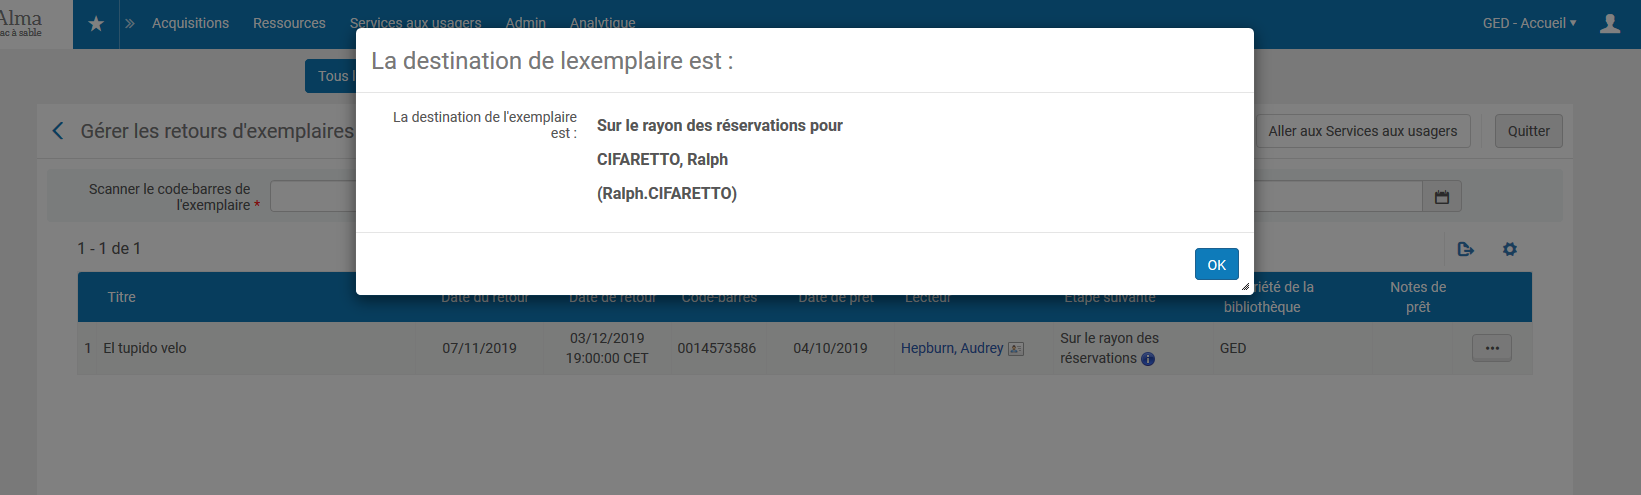 Alma
ac à sable
Acquisitions
Ressources
Services aux usagers
Admin
Analytique
GED - Accueil
La destination de lexemplaire est :
Tous l
La destination de l'exemplaire
est :
Sur le rayon des réservations pour
CIFARETTO, Ralph
(Ralph.CIFARETTO)
Gérer les retours d'exemplaires
Aller aux Services aux usagers
Quitter
Scanner le code-barres de
l'exemplaire *
1 - 1 de 1
OK
Titre
Date du retour
Date de retour
Code-barres
Date de prêt
Lecteur
Étape suivante
riété de la
bibliothèque
Notes de
prêt
1 El tupido velo
07/11/2019
03/12/2019
19:00:00 CET
0014573586
04/10/2019
Hepburn, Audrey
Sur le rayon des
réservations
GED